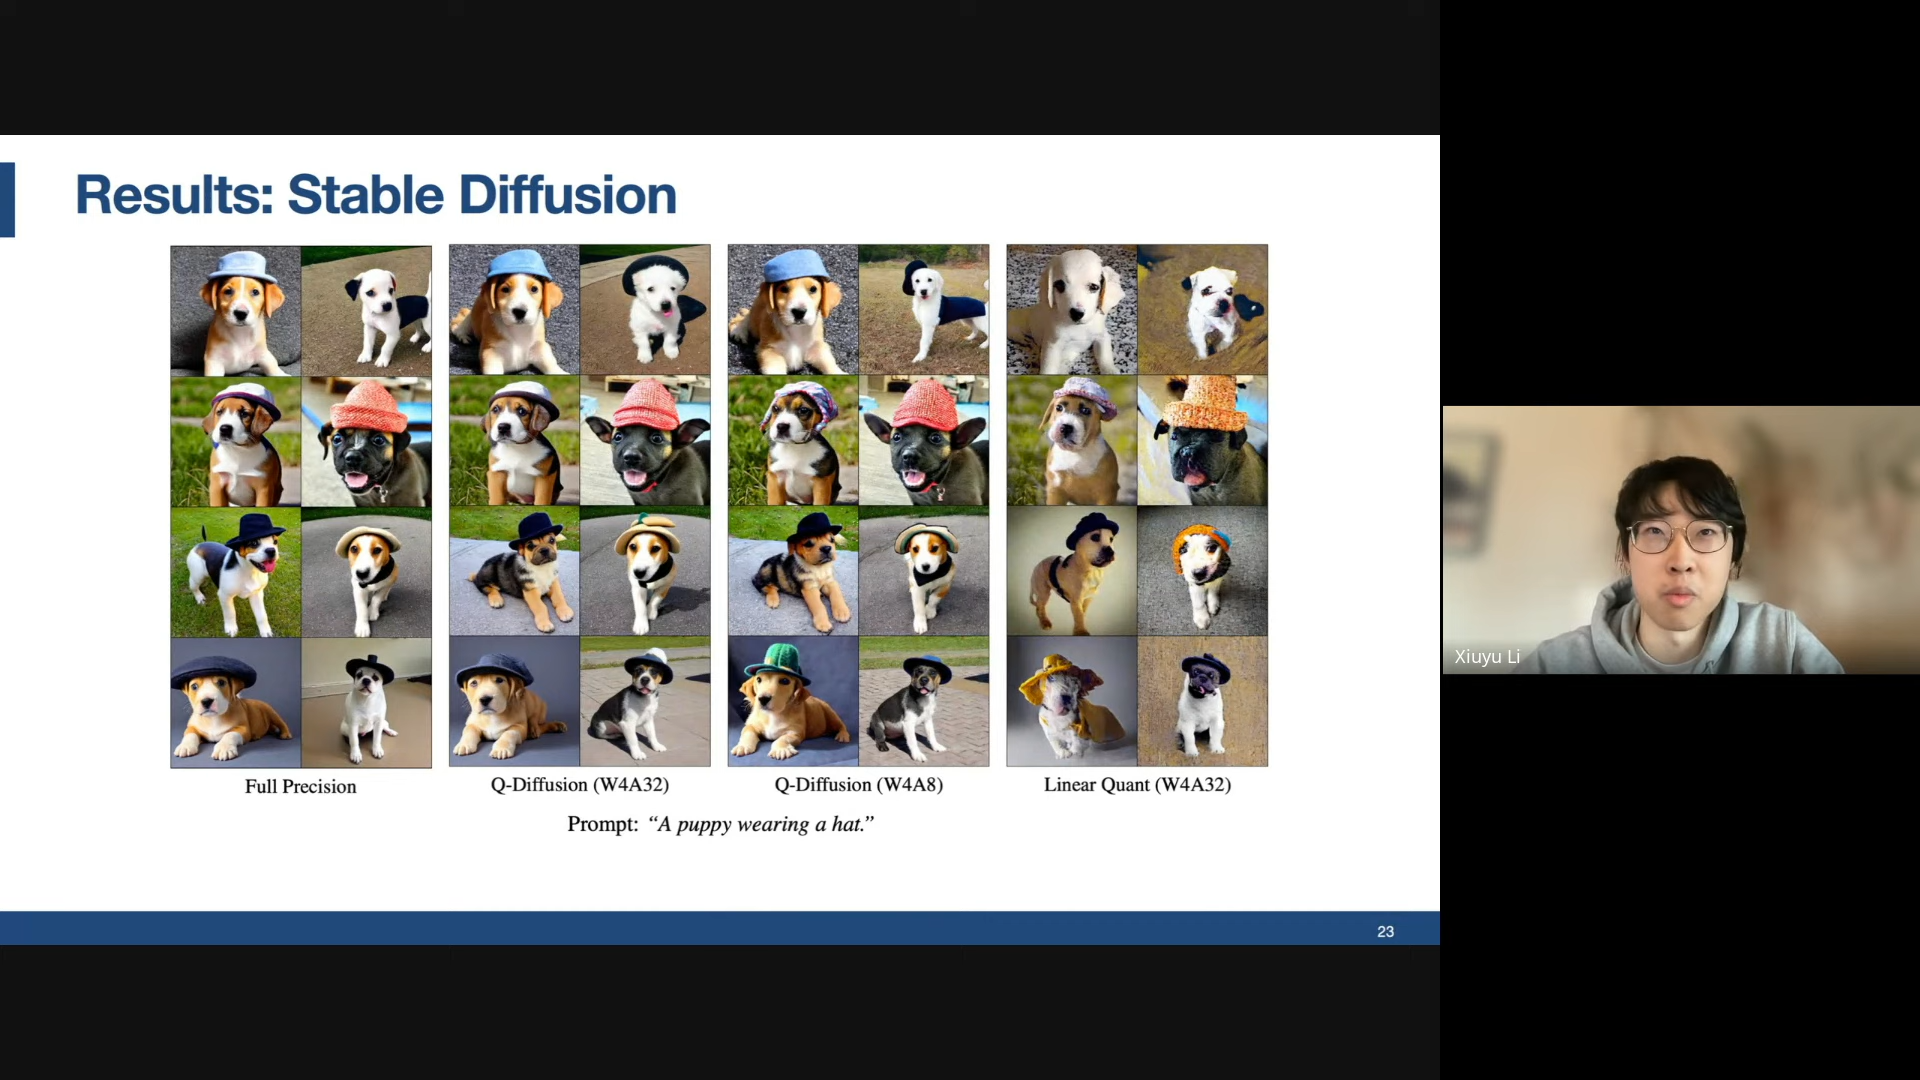 Results: Stable Diffusion
Full Precision
Q-Diffusion (W4A32)
Q-Diffusion (W4A8)
Linear Quant (W4A32)
Prompt: “A puppy wearing a hat.”
23
Xiuyu Li